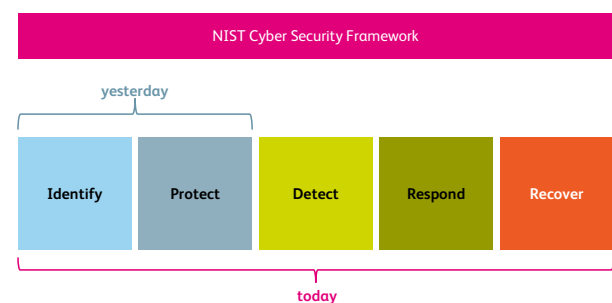 NIST Cyber Security Framework
yesterday
Identify
Protect
Detect
Respond
Recover
today